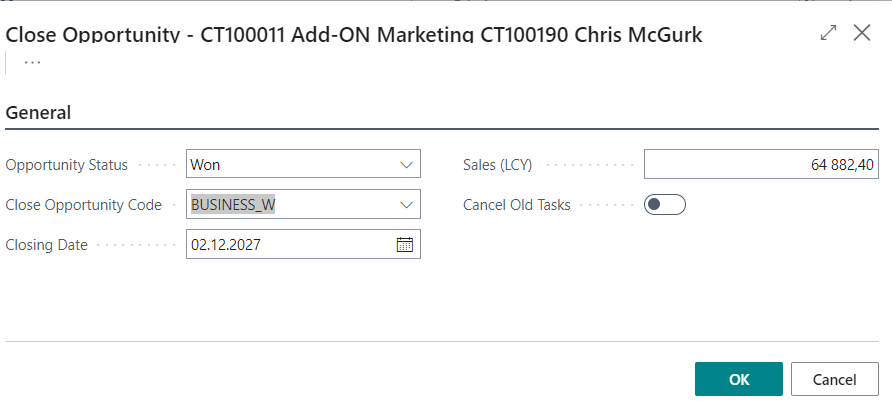 Close Opportunity - CT100011 Add-ON Marketing CT100190 Chris McGurk
...
General
Opportunity Status Won
Sales (LCY) 64 882,40
Close Opportunity Code BUSINESS_W
Cancel Old Tasks
Closing Date 02.12.2027
OK Cancel